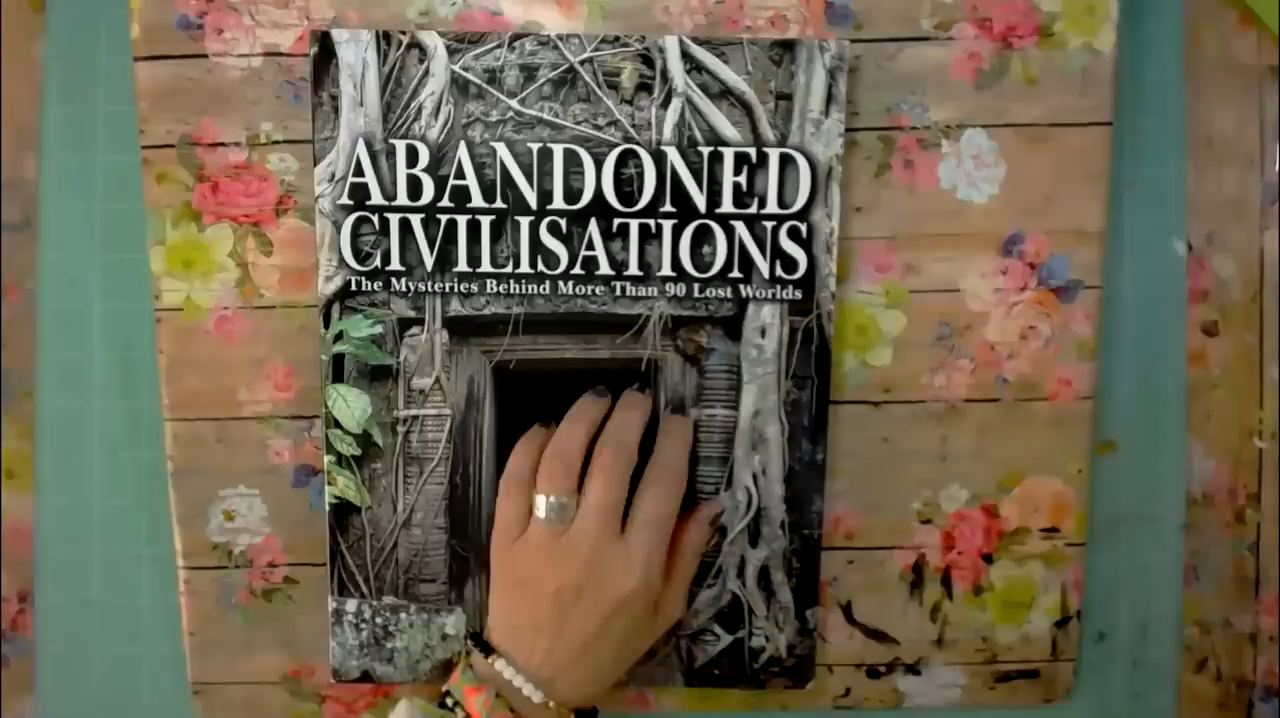 ABANDONED
CIVILISATIONS
The Mysteries Behind More Than 90 Lost Worlds